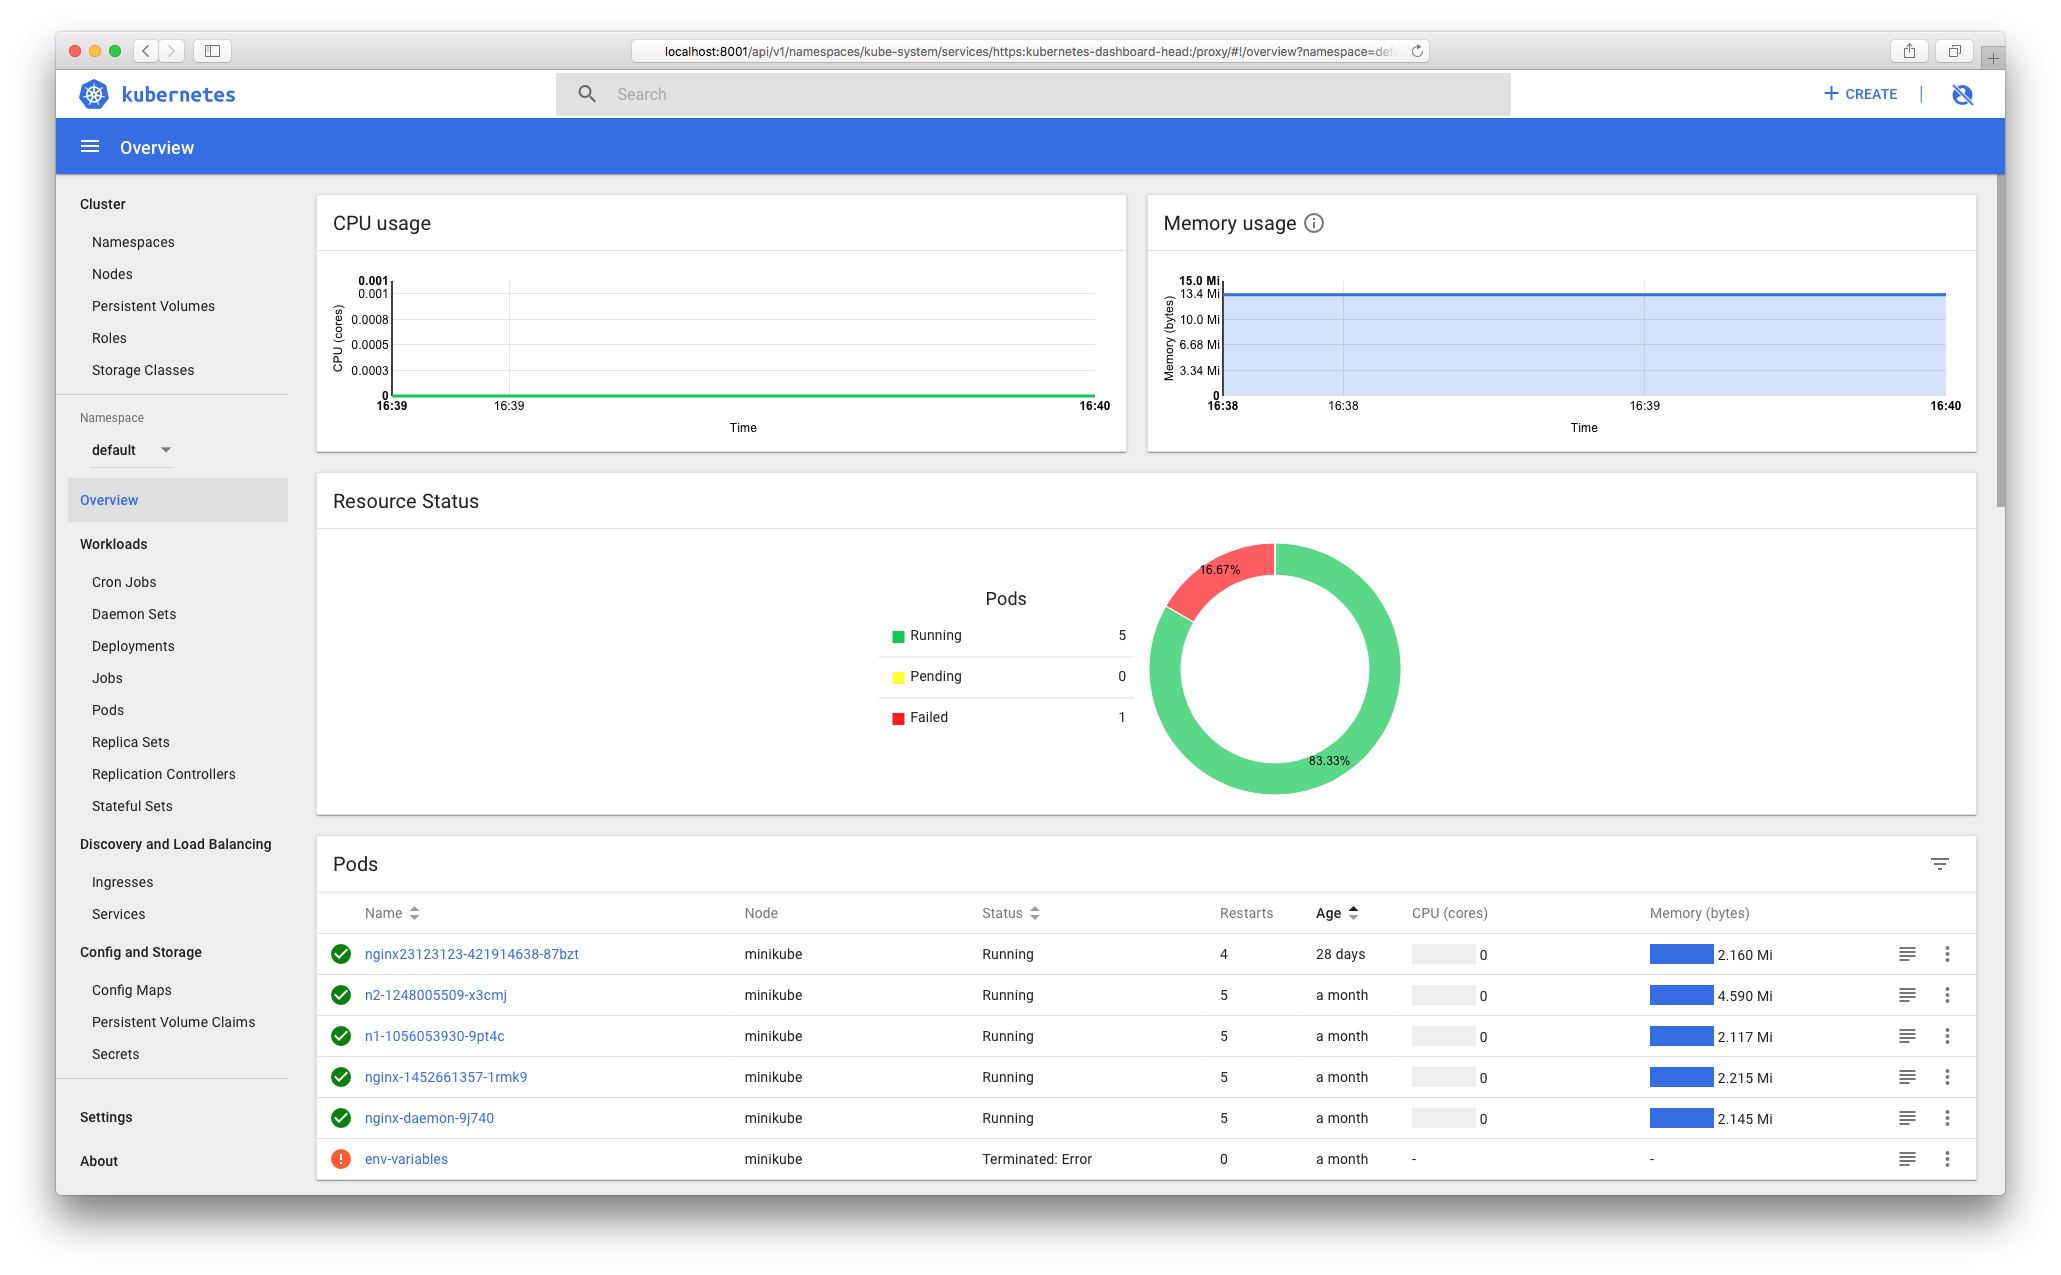 localhost:8001/api/v1/namespaces/kube-system/services/https:kubernetes-dashboard-head:/proxy/#!/overview?namespace=def
kubernetes
Search
+ CREATE
Overview
Cluster
Namespaces
Nodes
Persistent Volumes
Roles
Storage Classes
Namespace
default
Overview
Workloads
Cron Jobs
Daemon Sets
Deployments
Jobs
Pods
Replica Sets
Replication Controllers
Stateful Sets
Discovery and Load Balancing
Ingresses
Services
Config and Storage
Config Maps
Persistent Volume Claims
Secrets
Settings
About
CPU usage
CPU (cores)
0.001
0.001
0.0008
0.0005
0.0003
0
16:39 16:39 16:40
Time
Memory usage
Memory (bytes)
15.0 Mi
13.4 Mi
10.0 Mi
6.68 Mi
3.34 Mi
0
16:38 16:38 16:39 16:40
Time
Resource Status
Pods
Running 5
Pending 0
Failed 1
16.67%
83.33%
Pods
Name Node Status Restarts Age CPU (cores) Memory (bytes)
nginx23123123-421914638-87bzt minikube Running 4 28 days 0 2.160 Mi
n2-1248005509-x3cmj minikube Running 5 a month 0 4.590 Mi
n1-1056053930-9pt4c minikube Running 5 a month 0 2.117 Mi
nginx-1452661357-1rmk9 minikube Running 5 a month 0 2.215 Mi
nginx-daemon-9j740 minikube Running 5 a month 0 2.145 Mi
env-variables minikube Terminated: Error 0 a month - -